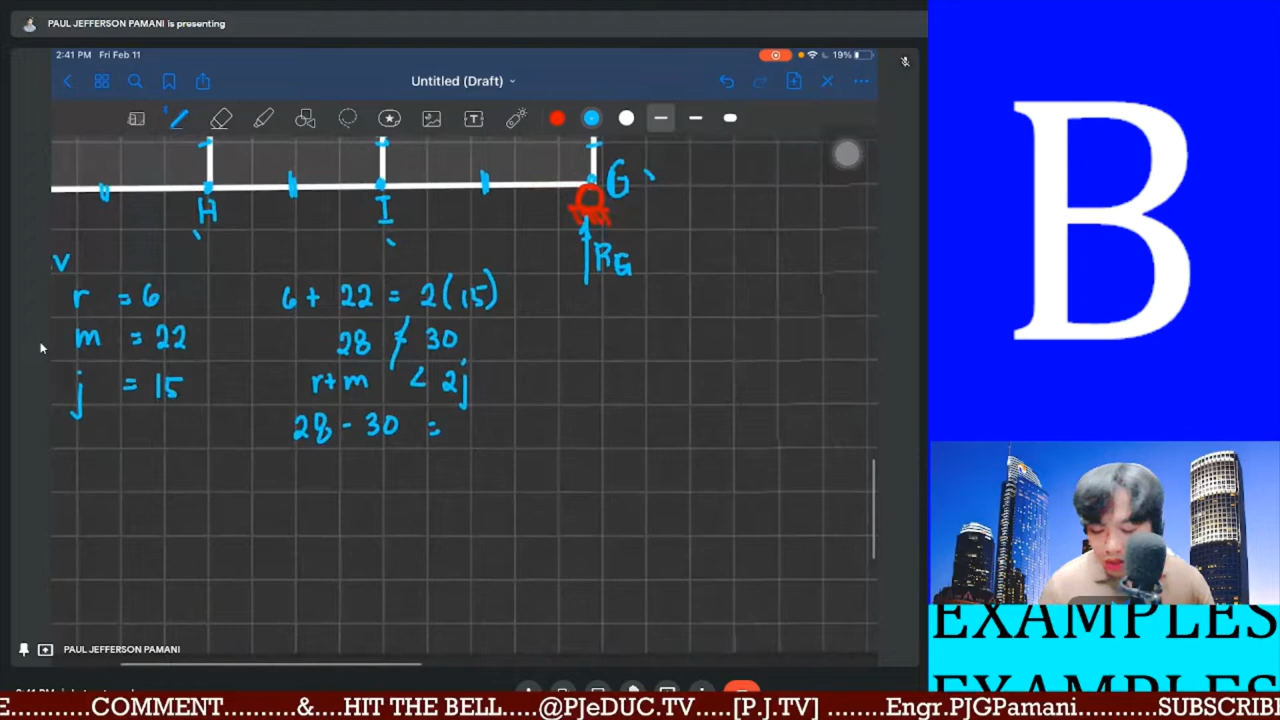 PAUL JEFFERSON PAMANI is presenting
2:41 PM Fri Feb 11
19%
Untitled (Draft)
T
G
H
I
RG
V
r = 6
m = 22
j = 15
6 + 22 = 2(15)
28 ≠ 30
r+m < 2j
28 - 30 =
B
PAUL JEFFERSON PAMANI
EXAMPLES
EXAMPLES
E..........COMMENT..........&....HIT THE BELL.....@PJeDUC.TV.....[P.J.TV] .......Engr.PJGPamani..........SUBSCRIB